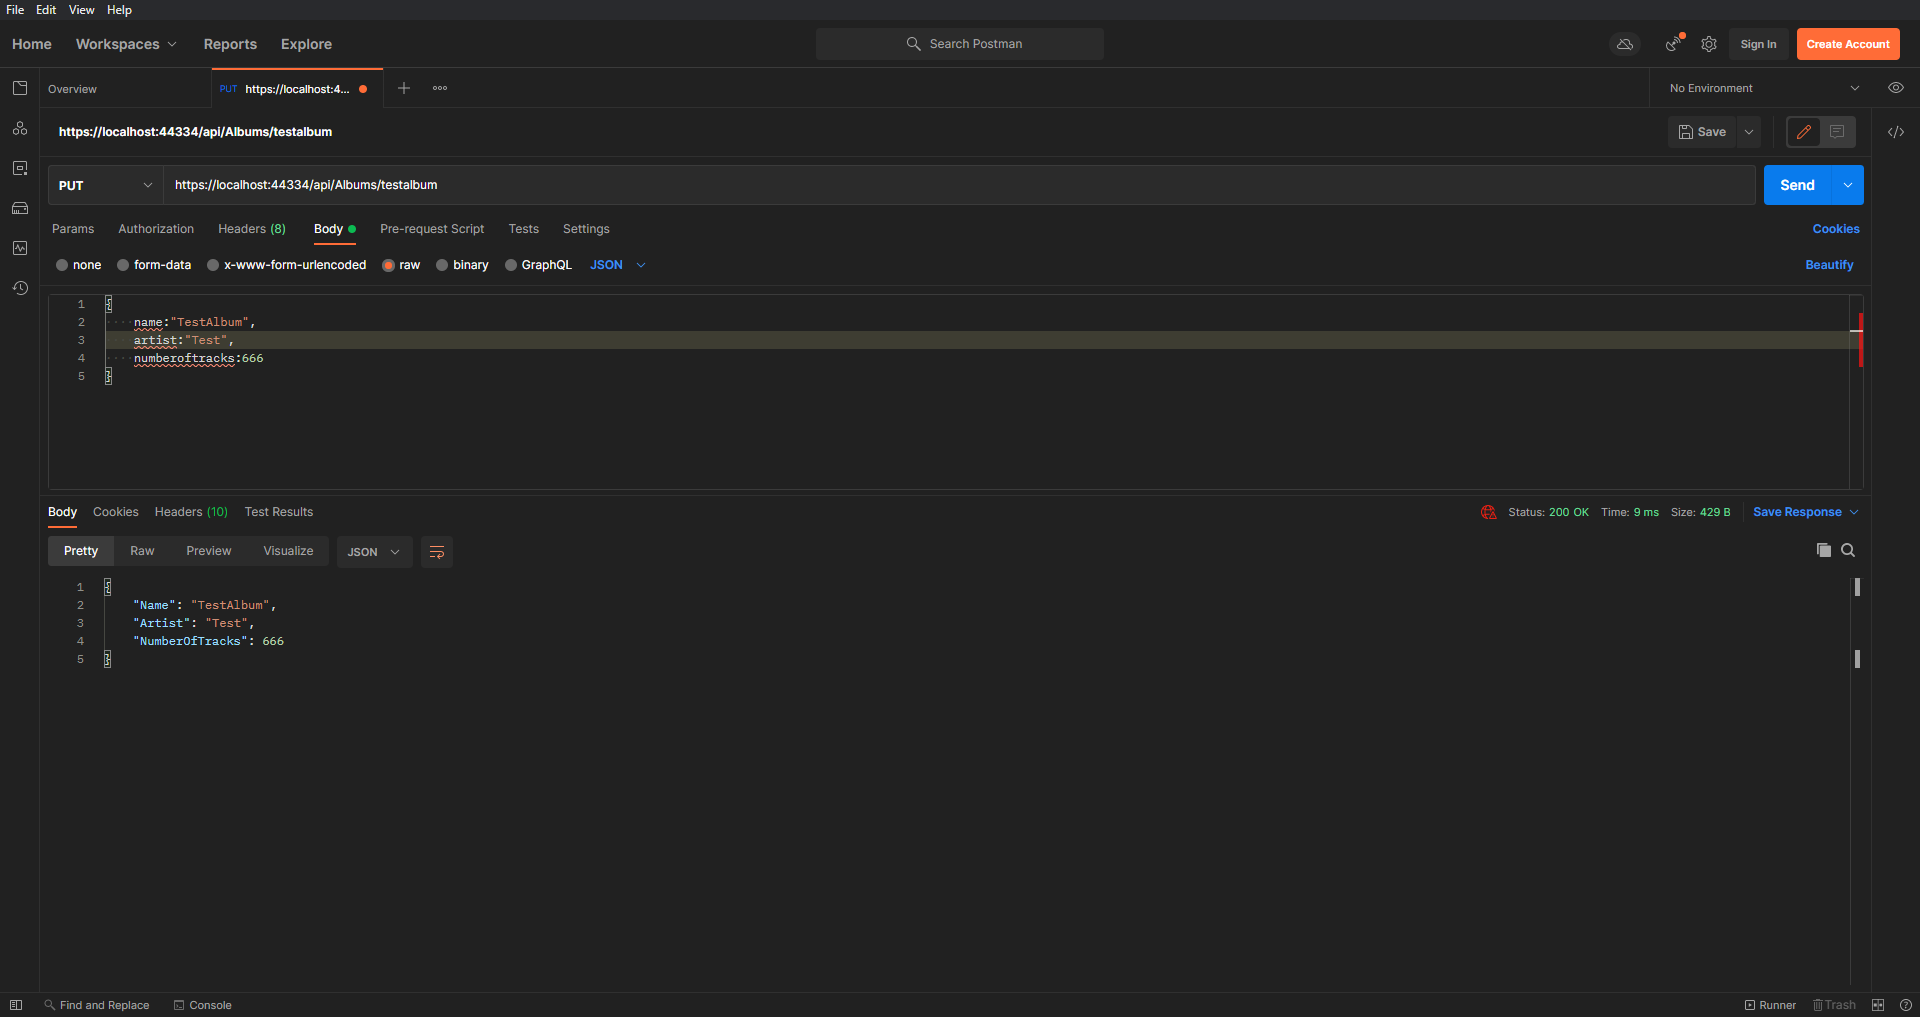 File Edit View Help
Home Workspaces Reports Explore Search Postman Sign In Create Account
Overview PUT https://localhost:4... No Environment
https://localhost:44334/api/Albums/testalbum Save
PUT https://localhost:44334/api/Albums/testalbum Send
Params Authorization Headers (8) Body Pre-request Script Tests Settings Cookies
none form-data x-www-form-urlencoded raw binary GraphQL JSON Beautify
1 {
2 name:"TestAlbum",
3 artist:"Test",
4 numberoftracks:666
5 }
Body Cookies Headers (10) Test Results Status: 200 OK Time: 9 ms Size: 429 B Save Response
Pretty Raw Preview Visualize JSON
1 {
2 "Name": "TestAlbum",
3 "Artist": "Test",
4 "NumberOfTracks": 666
5 }
Find and Replace Console Runner Trash